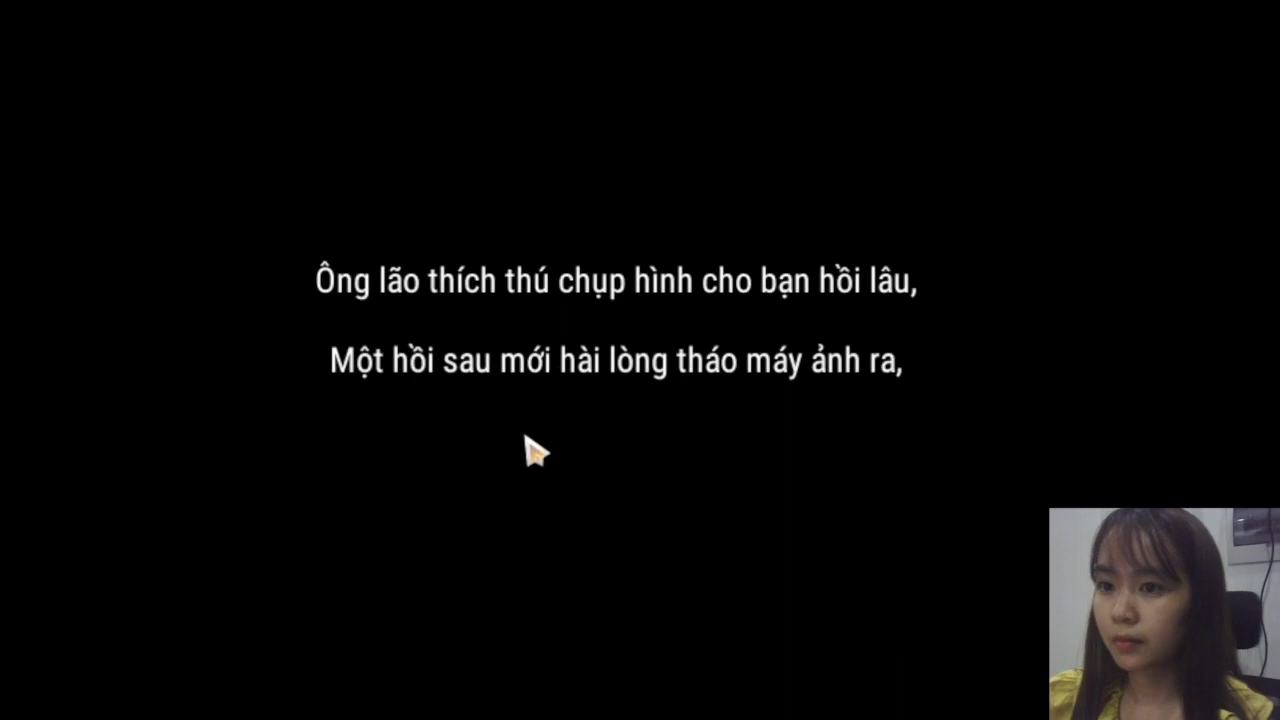 Ông lão thích thú chụp hình cho bạn hồi lâu,
Một hồi sau mới hài lòng tháo máy ảnh ra,